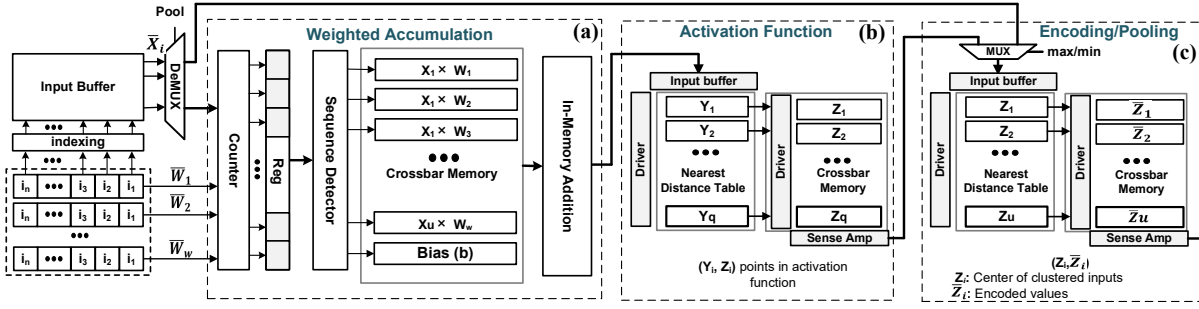 Pool
X̄i
DeMUX
Input Buffer
indexing
in ••• i3 i2 i1
in ••• i3 i2 i1
in ••• i3 i2 i1
W̄1
W̄2
W̄w
Weighted Accumulation
(a)
Counter
Reg
Sequence Detector
X1 × W1
X1 × W2
X1 × W3
Crossbar Memory
Xu × Ww
Bias (b)
In-Memory Addition
Activation Function
(b)
Input buffer
Driver
Y1
Y2
Nearest
Distance Table
Yq
Driver
Z1
Z2
Crossbar
Memory
Zq
Sense Amp
(Yi, Zi) points in activation
function
Encoding/Pooling
(c)
MUX
max/min
Input buffer
Driver
Z1
Z2
Nearest
Distance Table
Zu
Driver
Z̄1
Z̄2
Crossbar
Memory
Z̄u
Sense Amp
(Zi, Z̄i)
Zi: Center of clustered inputs
Z̄i: Encoded values